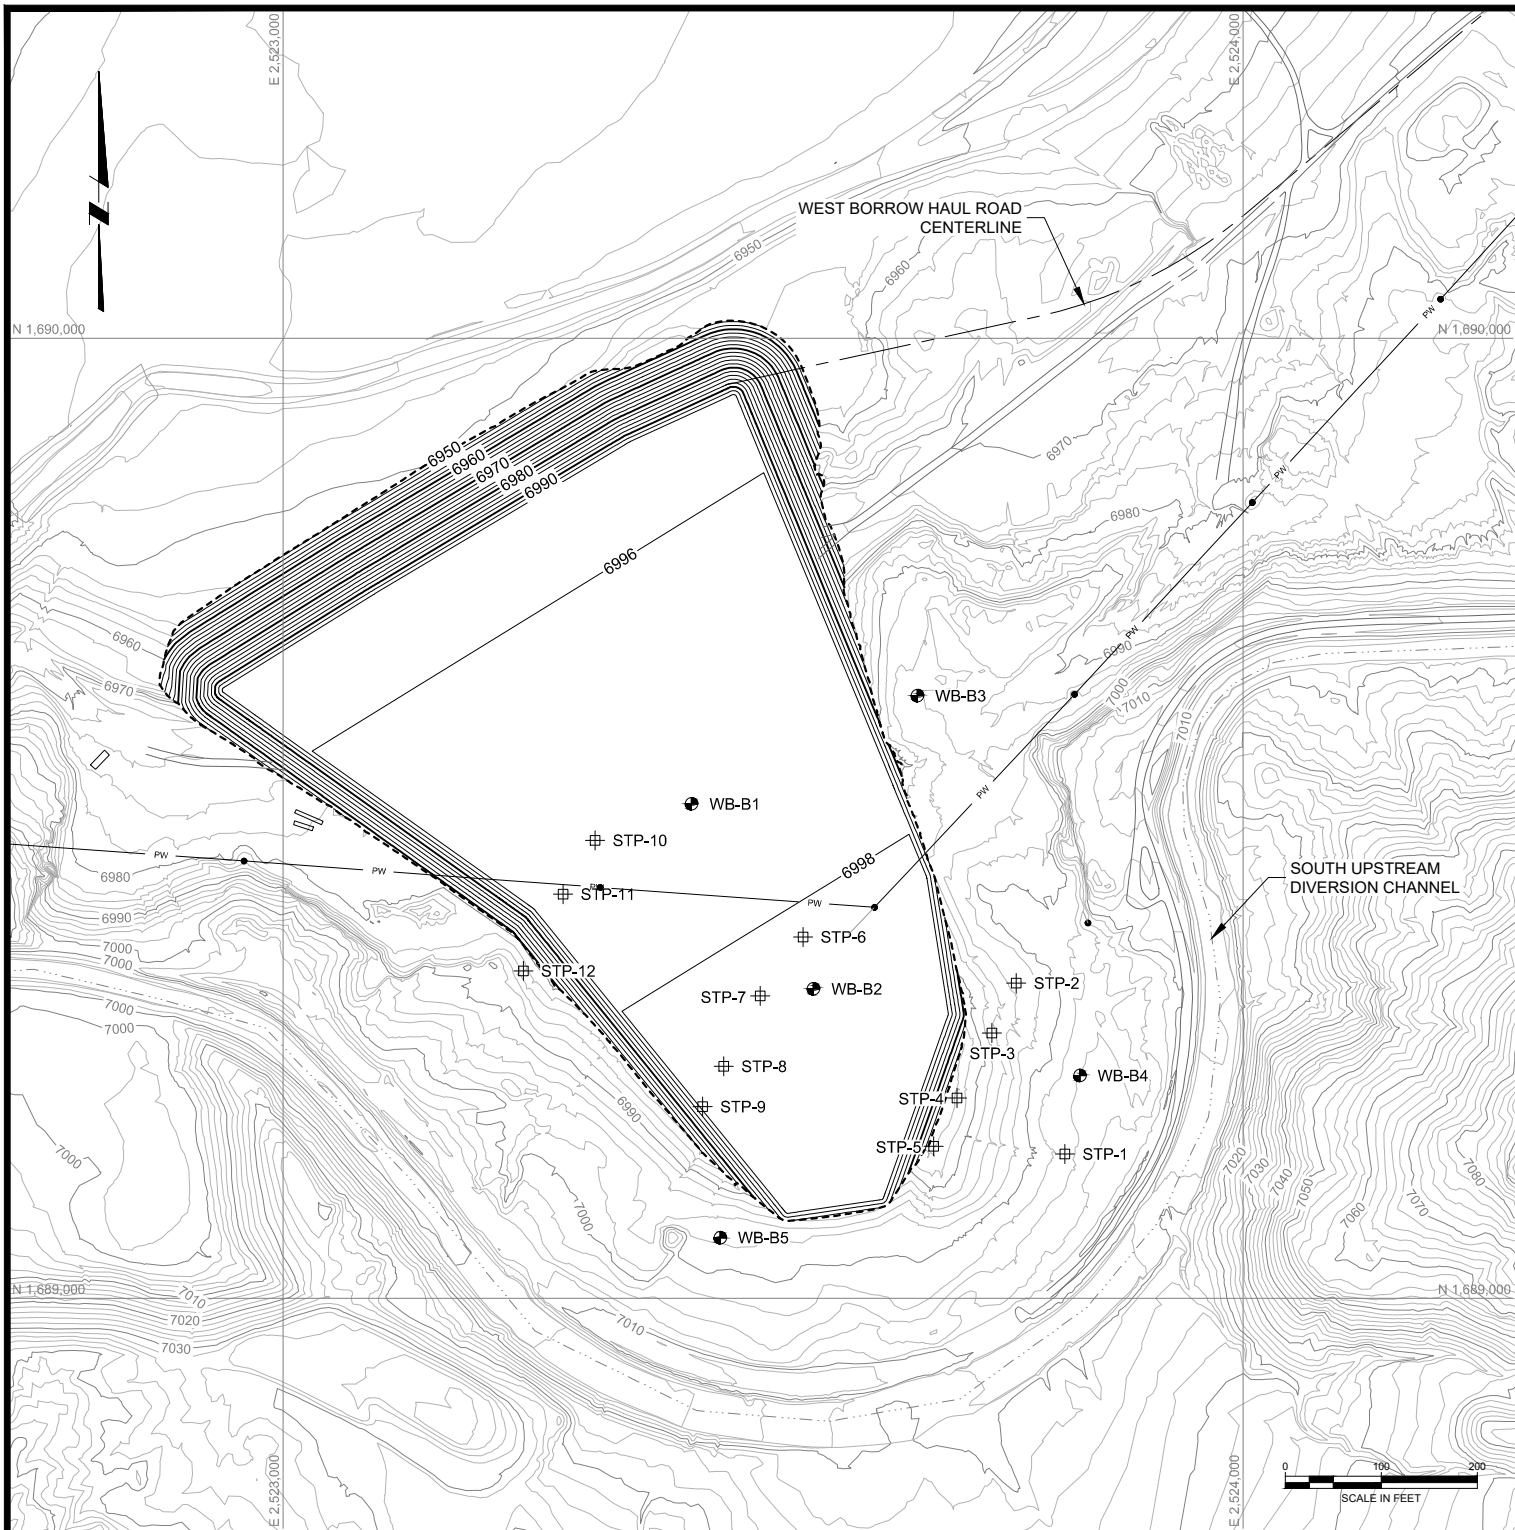 E 2,523,000
E 2,524,000
WEST BORROW HAUL ROAD
CENTERLINE
6950
6960
N 1,690,000
N 1,690,000
PW
6950
6960
6970
6980
6990
6970
PW
6980
6996
6960
PW
6990
6970
7000
7010
WB-B3
7010
PW
WB-B1
STP-10
6998
PW
PW
6980
SOUTH UPSTREAM
DIVERSION CHANNEL
STP-11
PW
6990
STP-6
7000
7000
STP-12
STP-2
STP-7
WB-B2
7000
7000
STP-3
STP-8
WB-B4
STP-4
STP-9
6990
STP-5
STP-1
7000
7020
7030
7040
7050
7060
7070
7080
7000
WB-B5
N 1,689,000
N 1,689,000
7010
7020
7030
7010
0 100 200
SCALE IN FEET
E 2,523,000
E 2,524,000